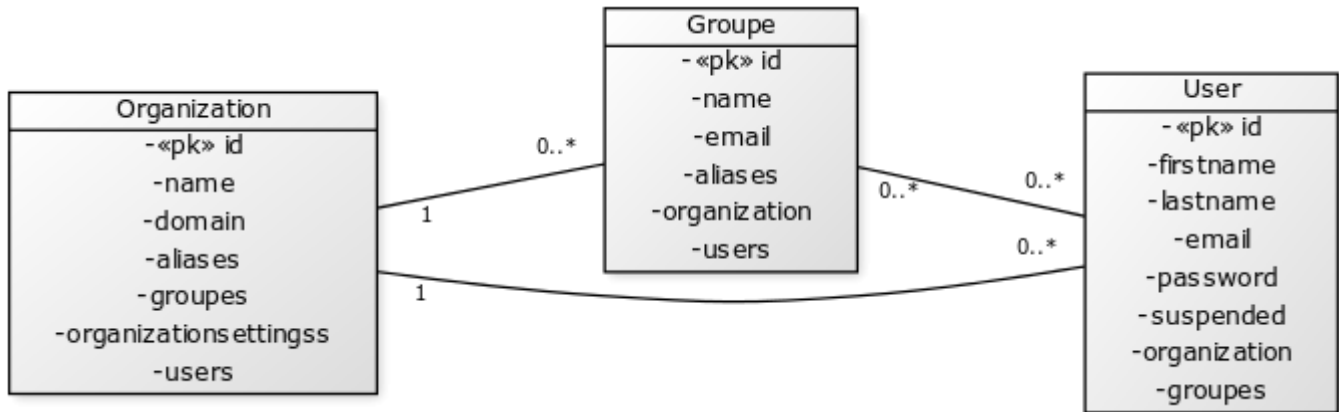 Organization
-«pk» id
-name
-domain
-aliases
-groupes
-organizationsettingss
-users
1
1
Groupe
-«pk» id
-name
-email
-aliases
-organization
-users
0..*
0..*
User
-«pk» id
-firstname
-lastname
-email
-password
-suspended
-organization
-groupes
0..*
0..*